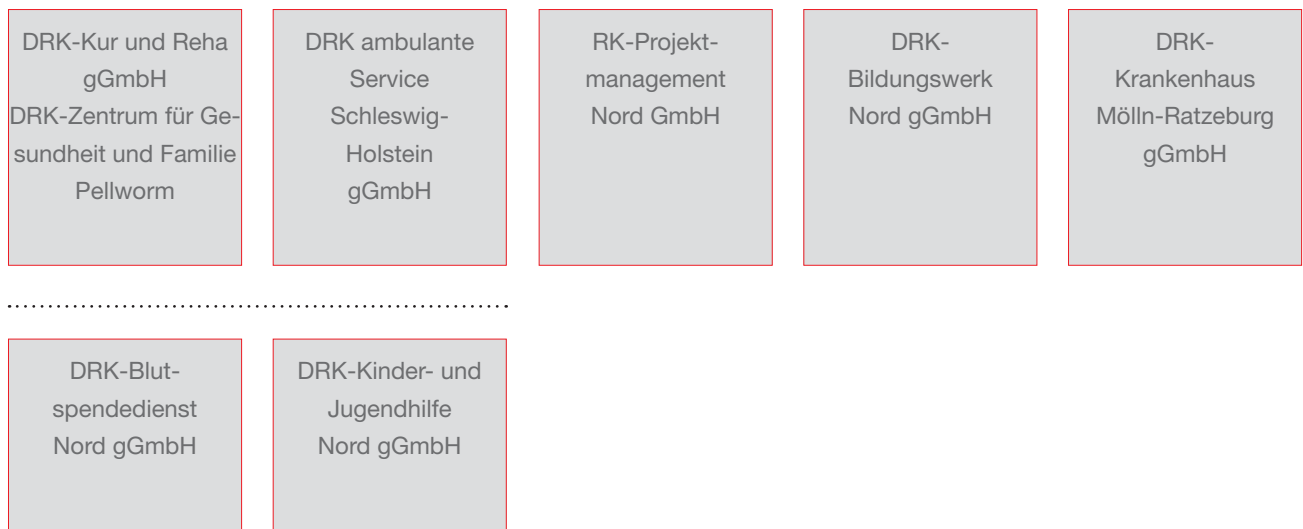 DRK-Kur und Reha
gGmbH
DRK-Zentrum für Ge-
sundheit und Familie
Pellworm
DRK ambulante
Service
Schleswig-
Holstein
gGmbH
RK-Projekt-
management
Nord GmbH
DRK-
Bildungswerk
Nord gGmbH
DRK-
Krankenhaus
Mölln-Ratzeburg
gGmbH
DRK-Blut-
spendedienst
Nord gGmbH
DRK-Kinder- und
Jugendhilfe
Nord gGmbH